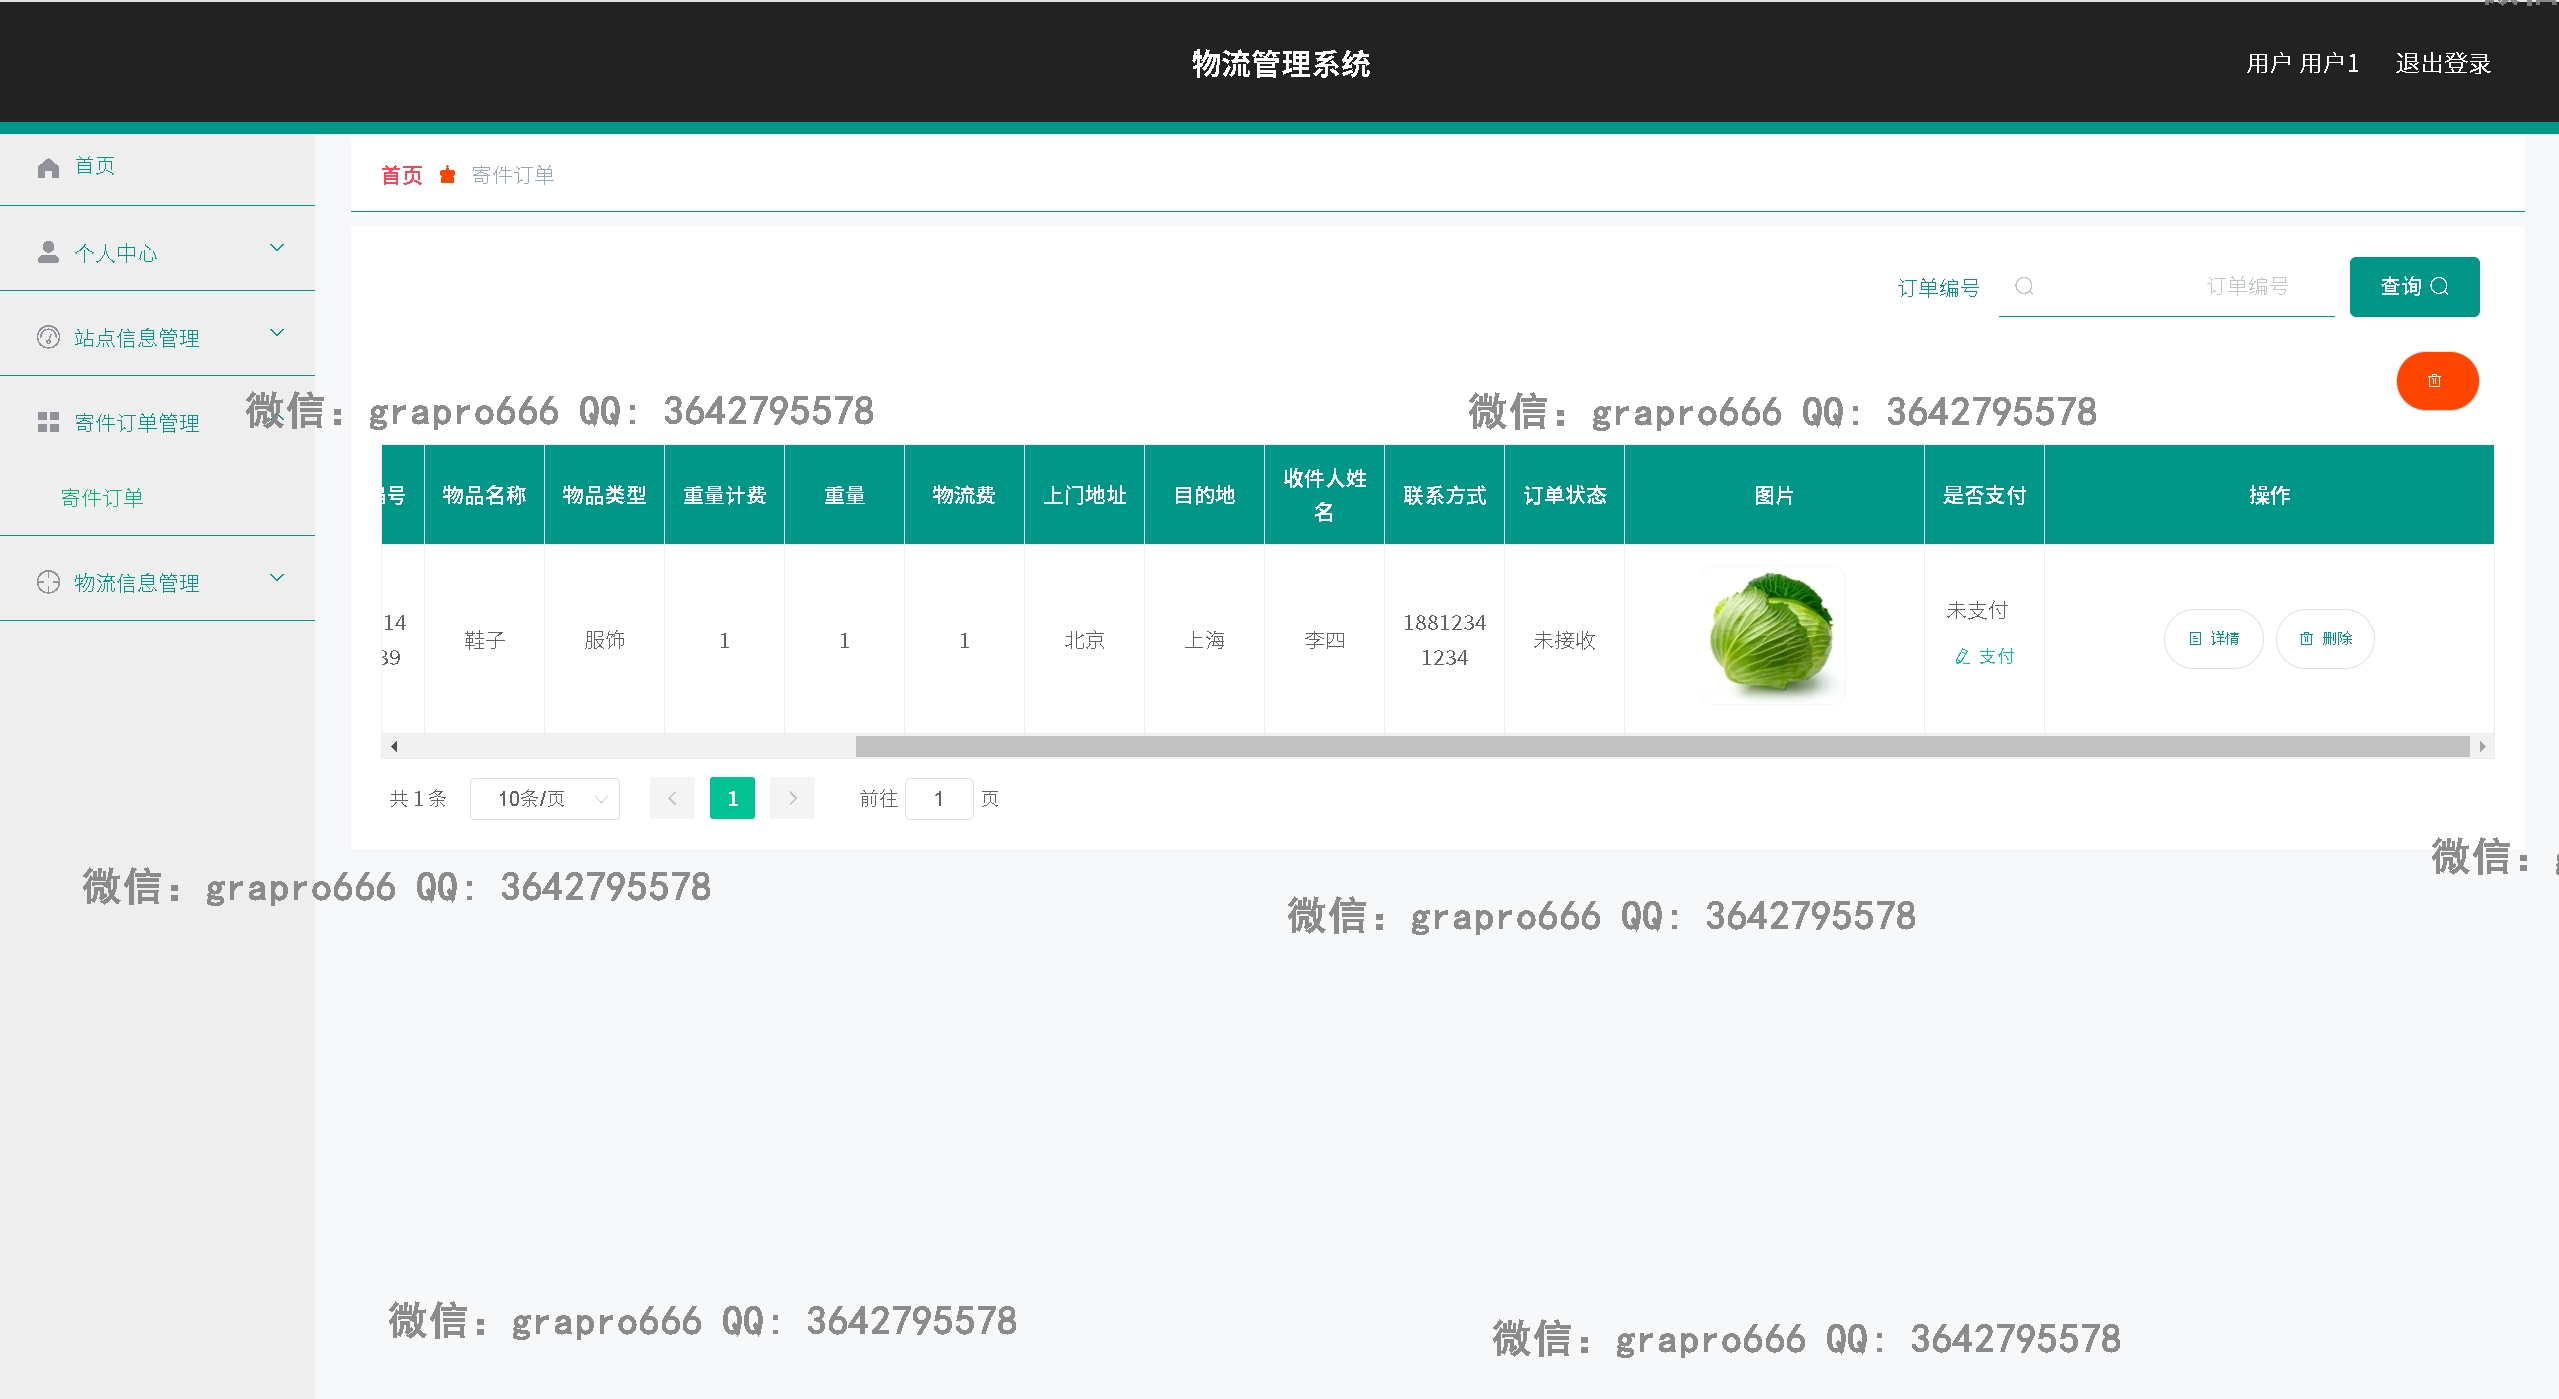 物流管理系统
用户 用户1 退出登录
首页
个人中心
站点信息管理
寄件订单管理
寄件订单
物流信息管理
首页 寄件订单
订单编号 订单编号 查询
微信: grapro666 QQ: 3642795578
微信: grapro666 QQ: 3642795578
号 物品名称 物品类型 重量计费 重量 物流费 上门地址 目的地 收件人姓名 联系方式 订单状态 图片 是否支付 操作
14 鞋子 服饰 1 1 1 北京 上海 李四 1881234 未接收 未支付 详情 删除
39 1234 支付
共 1 条 10条/页 1 前往 1 页
微信:
微信: grapro666 QQ: 3642795578
微信: grapro666 QQ: 3642795578
微信: grapro666 QQ: 3642795578
微信: grapro666 QQ: 3642795578